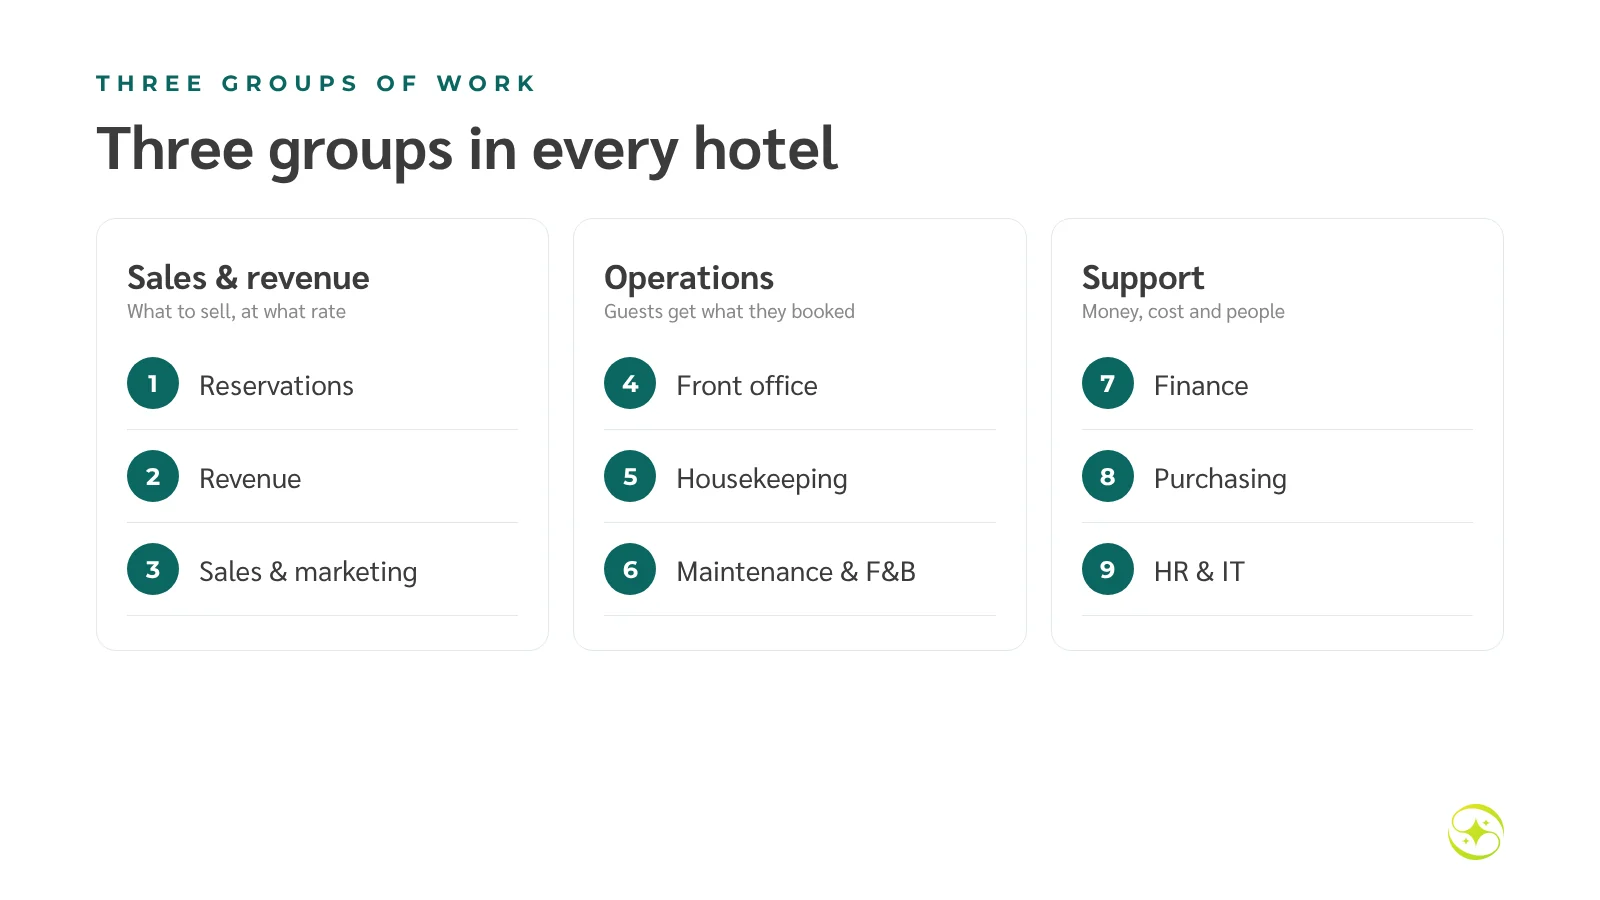 THREE GROUPS OF WORK
Three groups in every hotel
Sales & revenue
What to sell, at what rate
1 Reservations
2 Revenue
3 Sales & marketing
Operations
Guests get what they booked
4 Front office
5 Housekeeping
6 Maintenance & F&B
Support
Money, cost and people
7 Finance
8 Purchasing
9 HR & IT